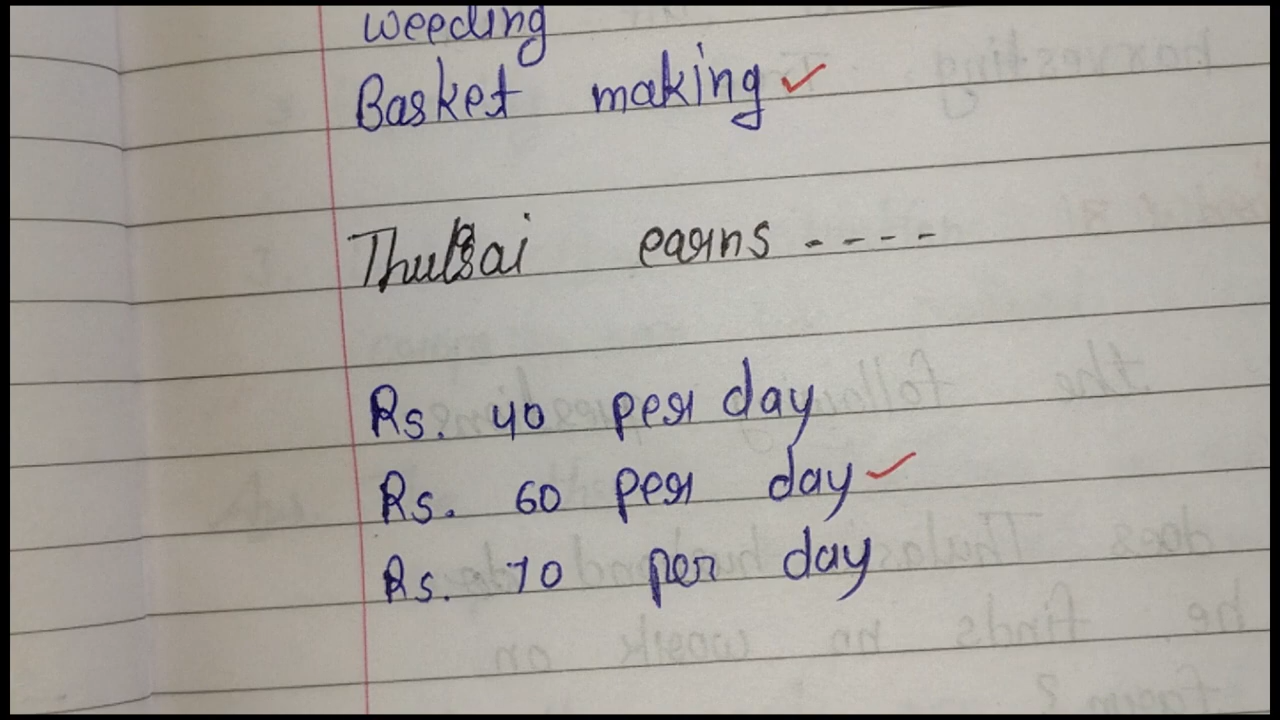 weeding
Basket making ✓
Thulsai earns ----
Rs. 40 per day
Rs. 60 per day ✓
Rs. 70 per day